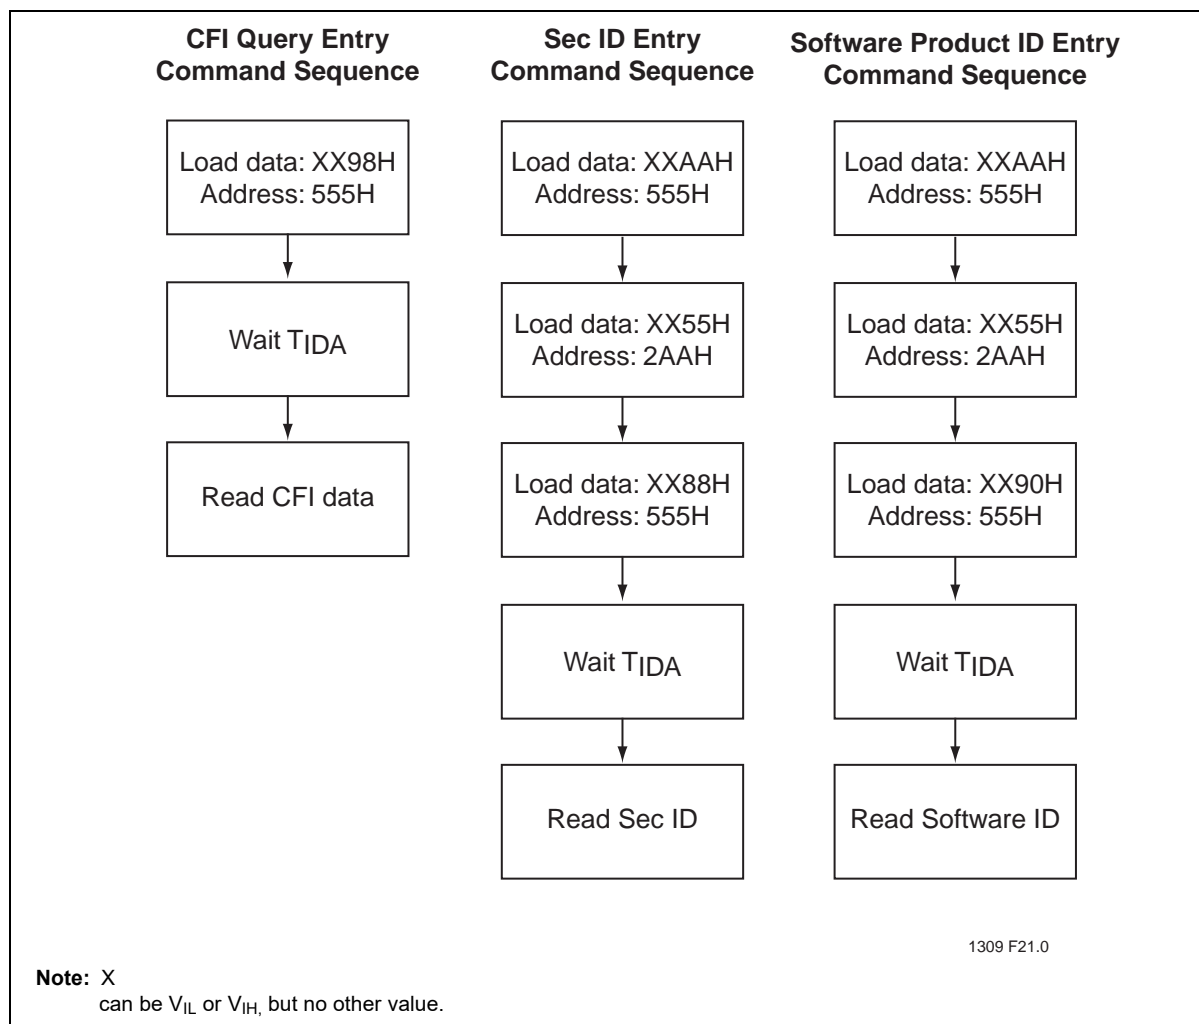 CFI Query Entry
Command Sequence
Load data: XX98H
Address: 555H
Wait TIDA
Read CFI data
Sec ID Entry
Command Sequence
Load data: XXAAH
Address: 555H
Load data: XX55H
Address: 2AAH
Load data: XX88H
Address: 555H
Wait TIDA
Read Sec ID
Software Product ID Entry
Command Sequence
Load data: XXAAH
Address: 555H
Load data: XX55H
Address: 2AAH
Load data: XX90H
Address: 555H
Wait TIDA
Read Software ID
1309 F21.0
Note: X
can be VIL or VIH, but no other value.